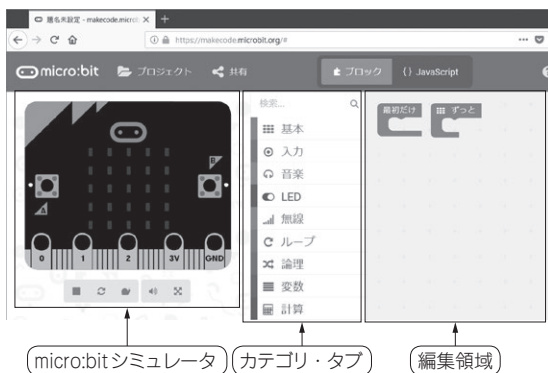 題名未設定 - makecode.microb
https://makecode.microbit.org/#
micro:bit プロジェクト 共有 ブロック {} JavaScript
検索...
基本
入力
音楽
LED
無線
ループ
論理
変数
計算
最初だけ ずっと
A
B
0 1 2 3V GND
micro:bitシミュレータ カテゴリ・タブ 編集領域